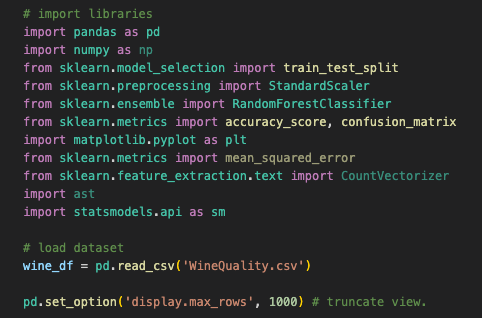 # import libraries
import pandas as pd
import numpy as np
from sklearn.model_selection import train_test_split
from sklearn.preprocessing import StandardScaler
from sklearn.ensemble import RandomForestClassifier
from sklearn.metrics import accuracy_score, confusion_matrix
import matplotlib.pyplot as plt
from sklearn.metrics import mean_squared_error
from sklearn.feature_extraction.text import CountVectorizer
import ast
import statsmodels.api as sm
# load dataset
wine_df = pd.read_csv('WineQuality.csv')
pd.set_option('display.max_rows', 1000) # truncate view.